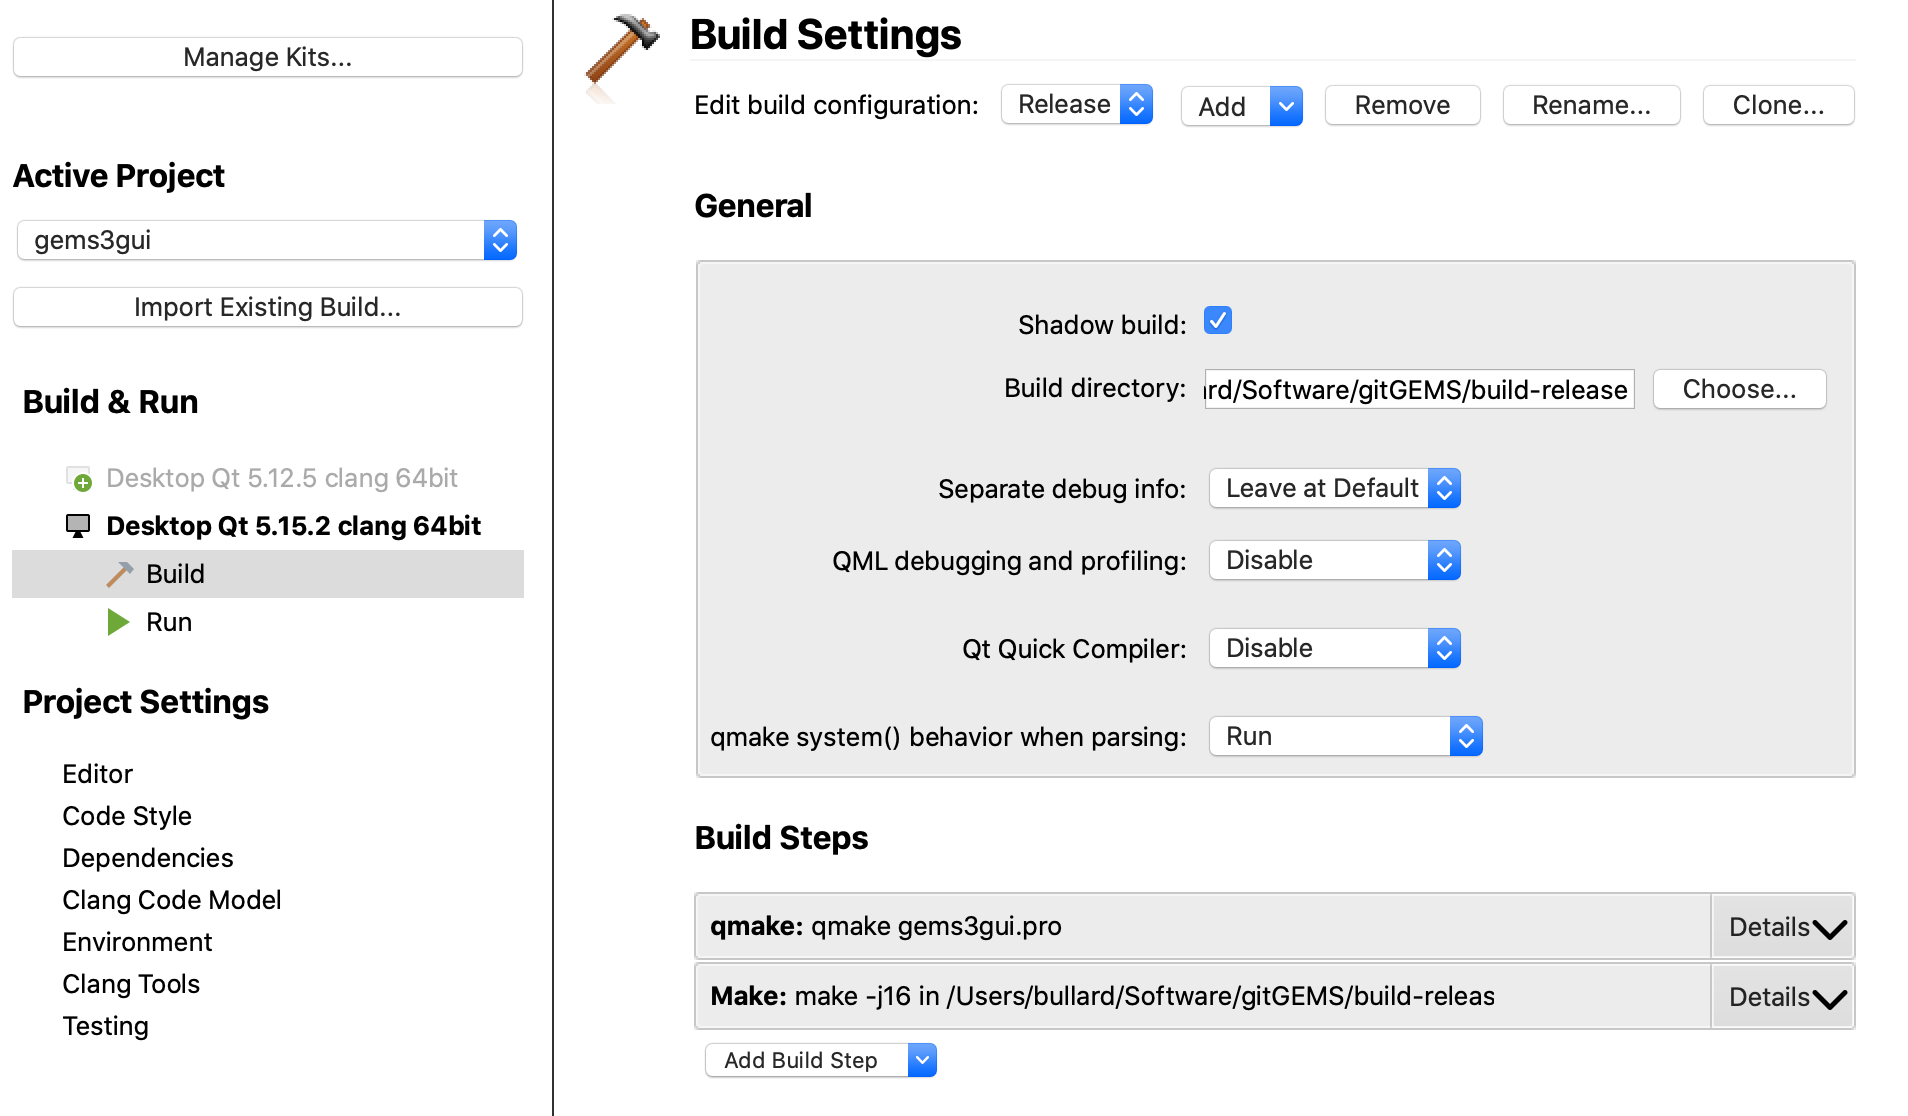 Manage Kits...
Active Project
gems3gui
Import Existing Build...
Build & Run
Desktop Qt 5.12.5 clang 64bit
Desktop Qt 5.15.2 clang 64bit
Build
Run
Project Settings
Editor
Code Style
Dependencies
Clang Code Model
Environment
Clang Tools
Testing
Build Settings
Edit build configuration: Release Add Remove Rename... Clone...
General
Shadow build:
Build directory: rd/Software/gitGEMS/build-release Choose...
Separate debug info: Leave at Default
QML debugging and profiling: Disable
Qt Quick Compiler: Disable
qmake system() behavior when parsing: Run
Build Steps
qmake: qmake gems3gui.pro Details
Make: make -j16 in /Users/bullard/Software/gitGEMS/build-releas Details
Add Build Step